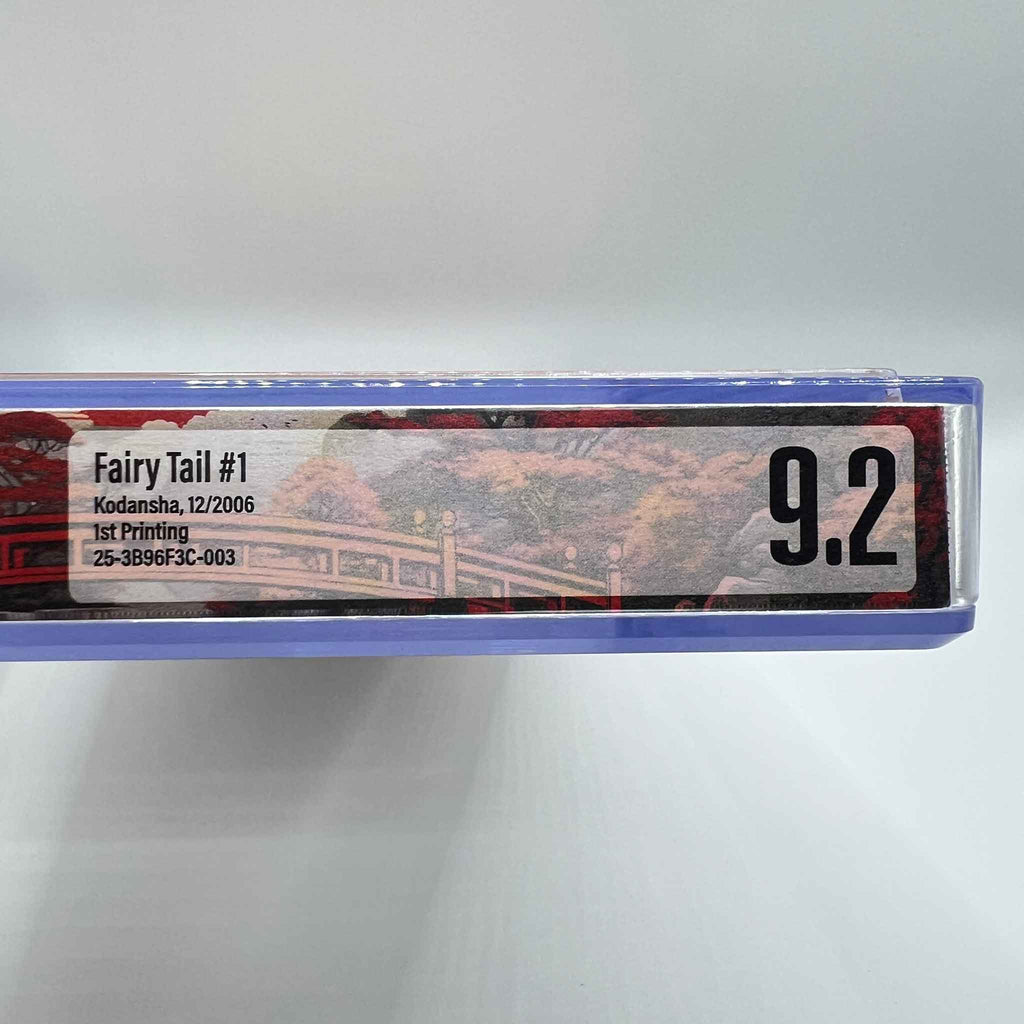 Fairy Tail #1
Kodansha, 12/2006
1st Printing
25-3B96F3C-003
9.2